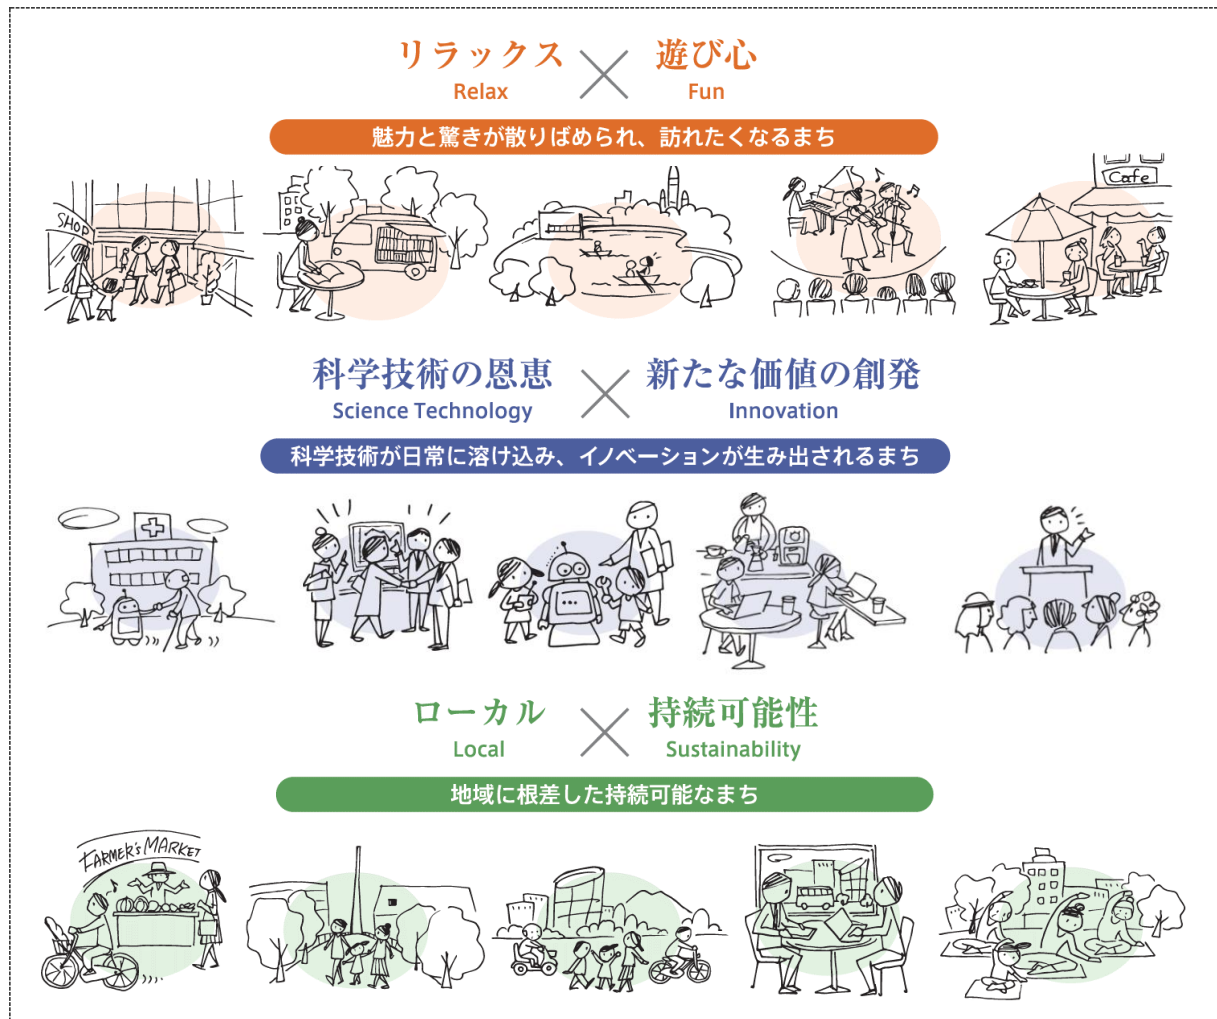 リラックス × 遊び心
Relax Fun
魅力と驚きが散りばめられ、訪れたくなるまち
SHOP
Cafe
科学技術の恩恵 × 新たな価値の創発
Science Technology Innovation
科学技術が日常に溶け込み、イノベーションが生み出されるまち
ローカル × 持続可能性
Local Sustainability
地域に根差した持続可能なまち
FARMER'S MARKET